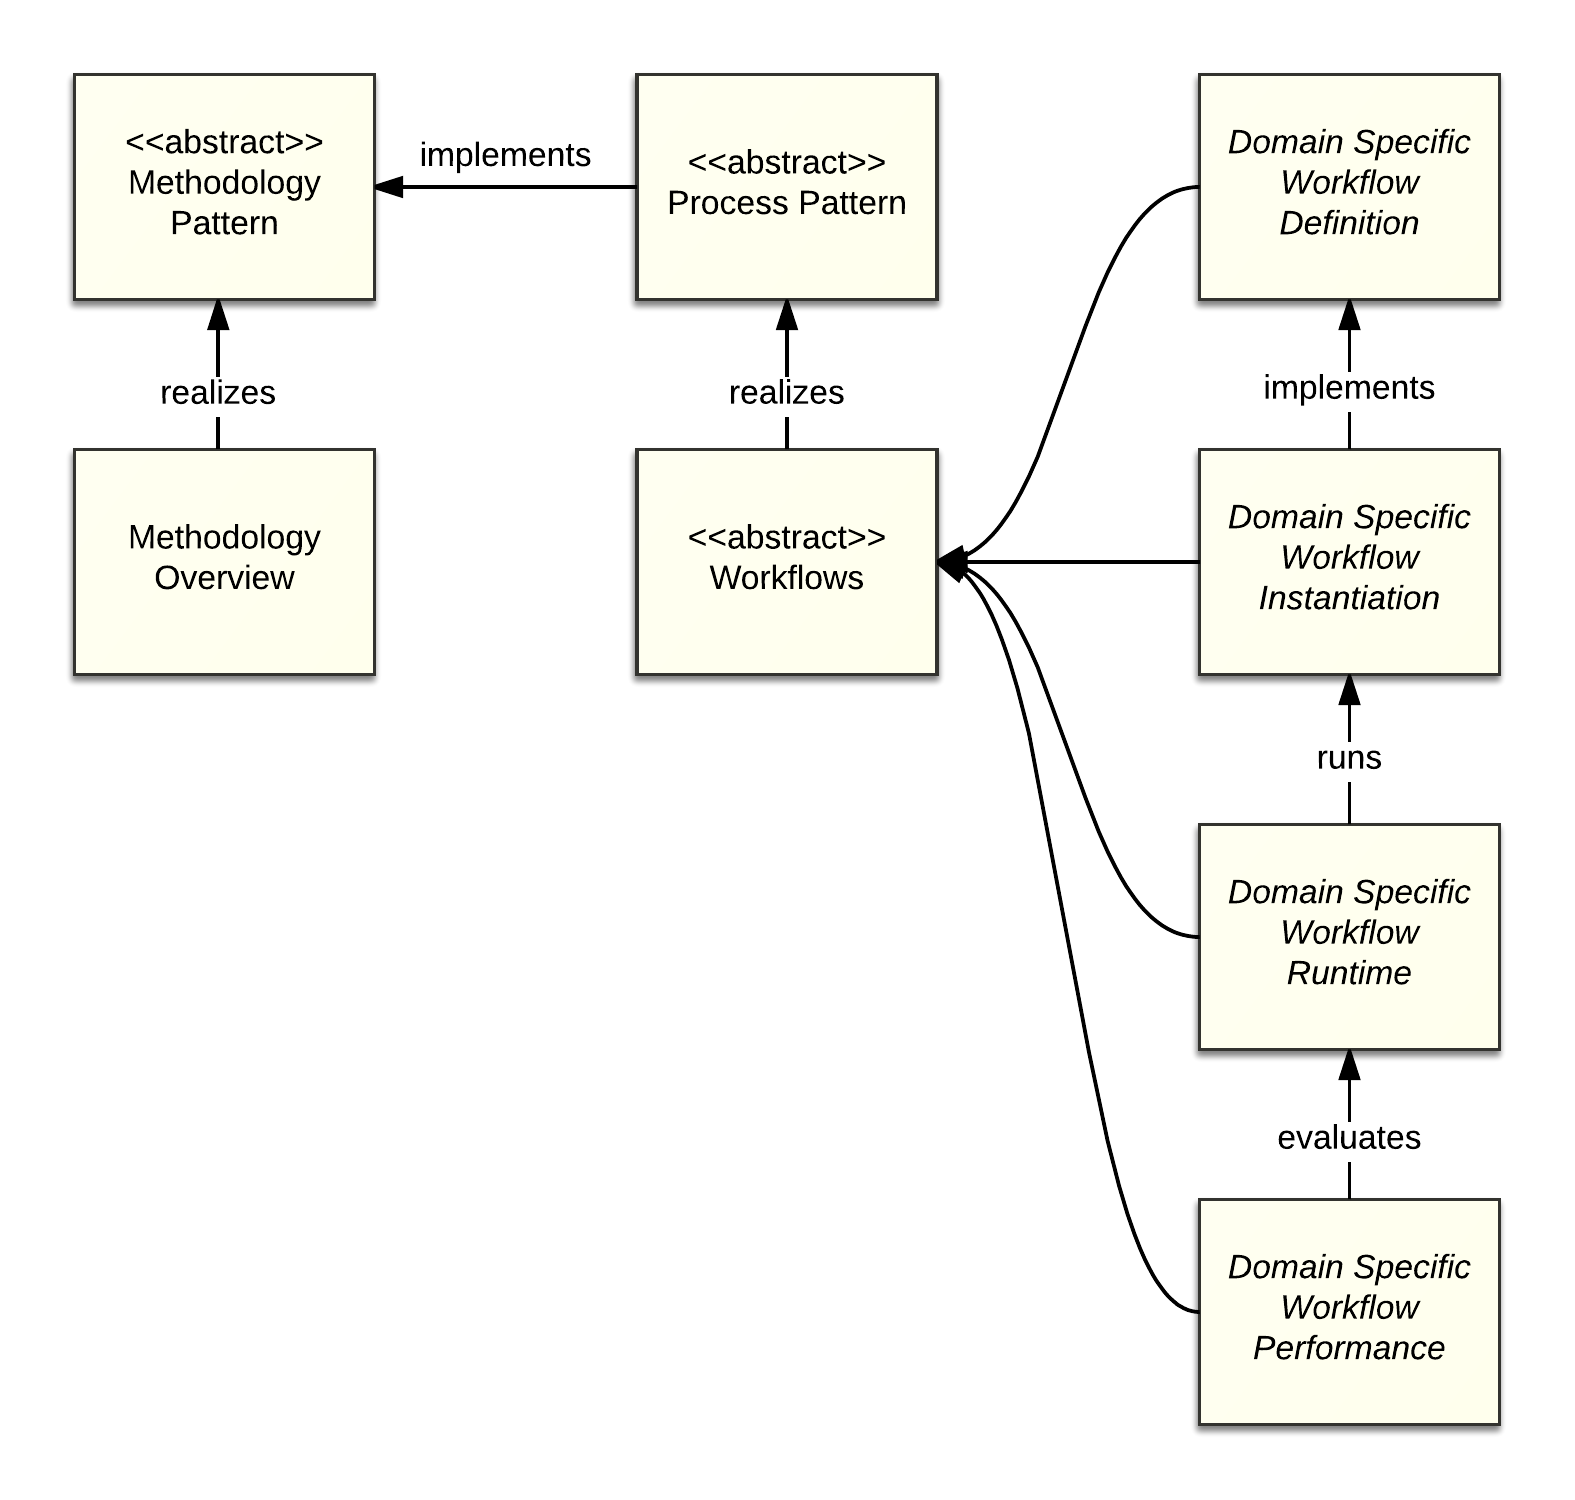 <<abstract>>
Methodology
Pattern
implements
<<abstract>>
Process Pattern
Domain Specific
Workflow
Definition
realizes
realizes
implements
Methodology
Overview
<<abstract>>
Workflows
Domain Specific
Workflow
Instantiation
runs
Domain Specific
Workflow
Runtime
evaluates
Domain Specific
Workflow
Performance